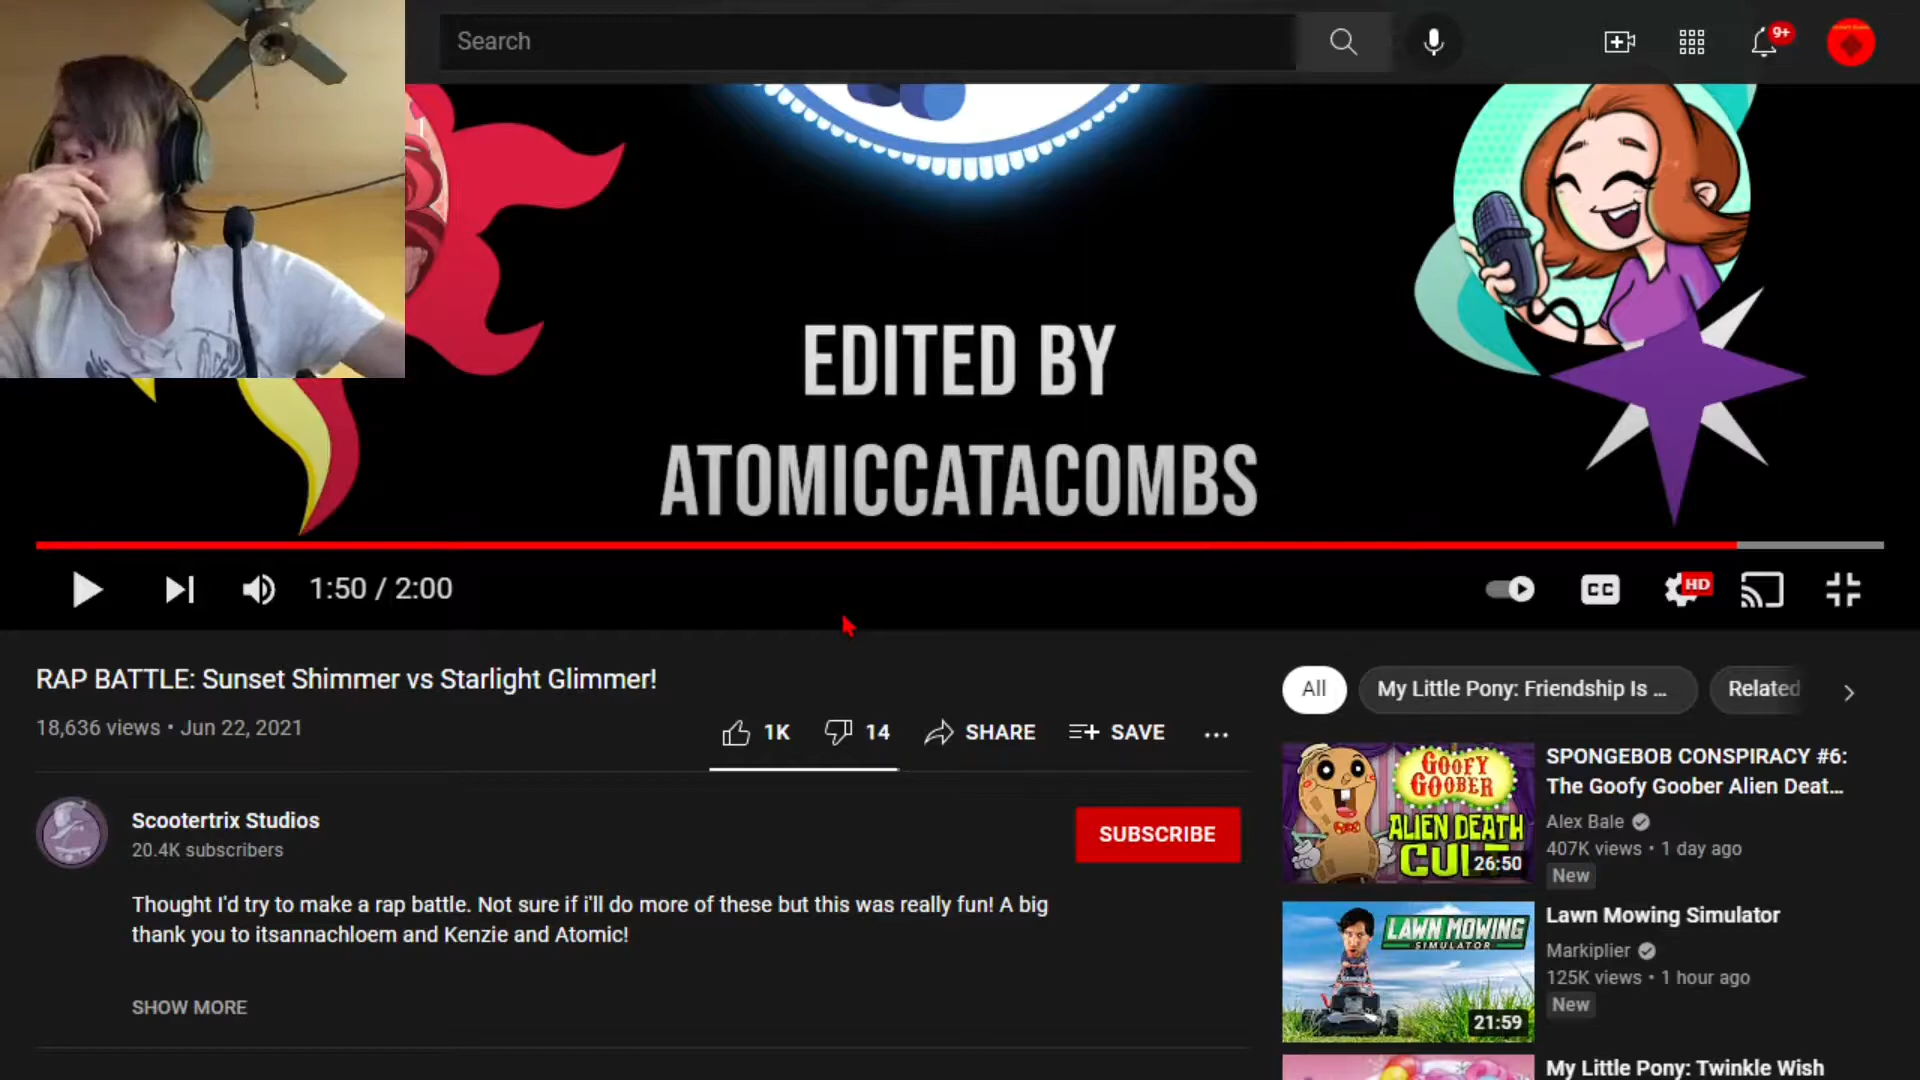 Search
9+
EDITED BY
ATOMICCATACOMBS
1:50 / 2:00
CC
HD
RAP BATTLE: Sunset Shimmer vs Starlight Glimmer!
18,636 views • Jun 22, 2021
1K
14
SHARE
SAVE
Scootertrix Studios
20.4K subscribers
SUBSCRIBE
Thought I'd try to make a rap battle. Not sure if i'll do more of these but this was really fun! A big
thank you to itsannachloem and Kenzie and Atomic!
SHOW MORE
All
My Little Pony: Friendship Is ...
Related
GOOFY
GOOBER
ALIEN DEATH
CULT
26:50
SPONGEBOB CONSPIRACY #6:
The Goofy Goober Alien Deat...
Alex Bale
407K views • 1 day ago
New
LAWN MOWING
SIMULATOR
21:59
Lawn Mowing Simulator
Markiplier
125K views • 1 hour ago
New
My Little Pony: Twinkle Wish